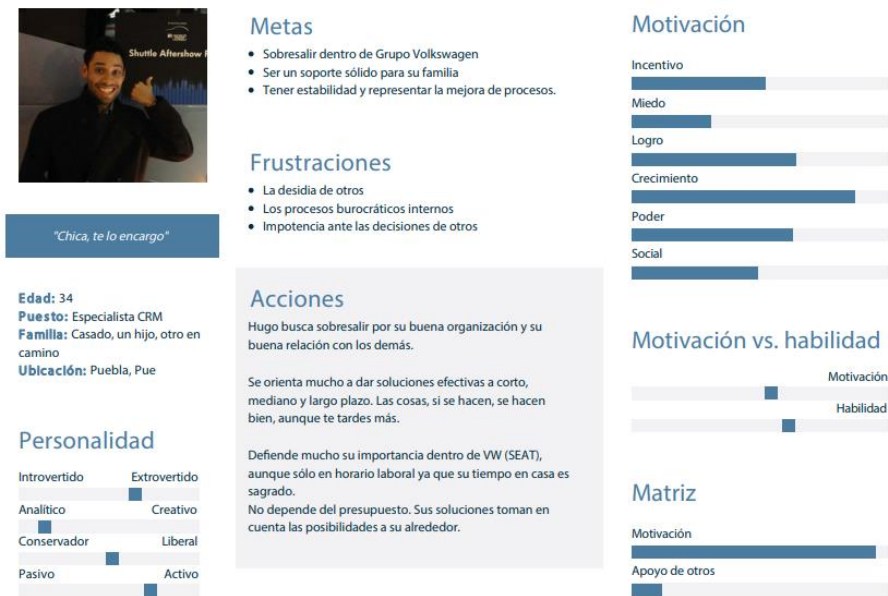 Shuttle Aftershow
"Chica, te lo encargo"
Edad: 34
Puesto: Especialista CRM
Familia: Casado, un hijo, otro en
camino
Ubicación: Puebla, Pue
Personalidad
Introvertido Extrovertido
Analítico Creativo
Conservador Liberal
Pasivo Activo
Metas
• Sobresalir dentro de Grupo Volkswagen
• Ser un soporte sólido para su familia
• Tener estabilidad y representar la mejora de procesos.
Frustraciones
• La desidia de otros
• Los procesos burocráticos internos
• Impotencia ante las decisiones de otros
Acciones
Hugo busca sobresalir por su buena organización y su
buena relación con los demás.
Se orienta mucho a dar soluciones efectivas a corto,
mediano y largo plazo. Las cosas, si se hacen, se hacen
bien, aunque te tardes más.
Defiende mucho su importancia dentro de VW (SEAT),
aunque sólo en horario laboral ya que su tiempo en casa es
sagrado.
No depende del presupuesto. Sus soluciones toman en
cuenta las posibilidades a su alrededor.
Motivación
Incentivo
Miedo
Logro
Crecimiento
Poder
Social
Motivación vs. habilidad
Motivación
Habilidad
Matriz
Motivación
Apoyo de otros